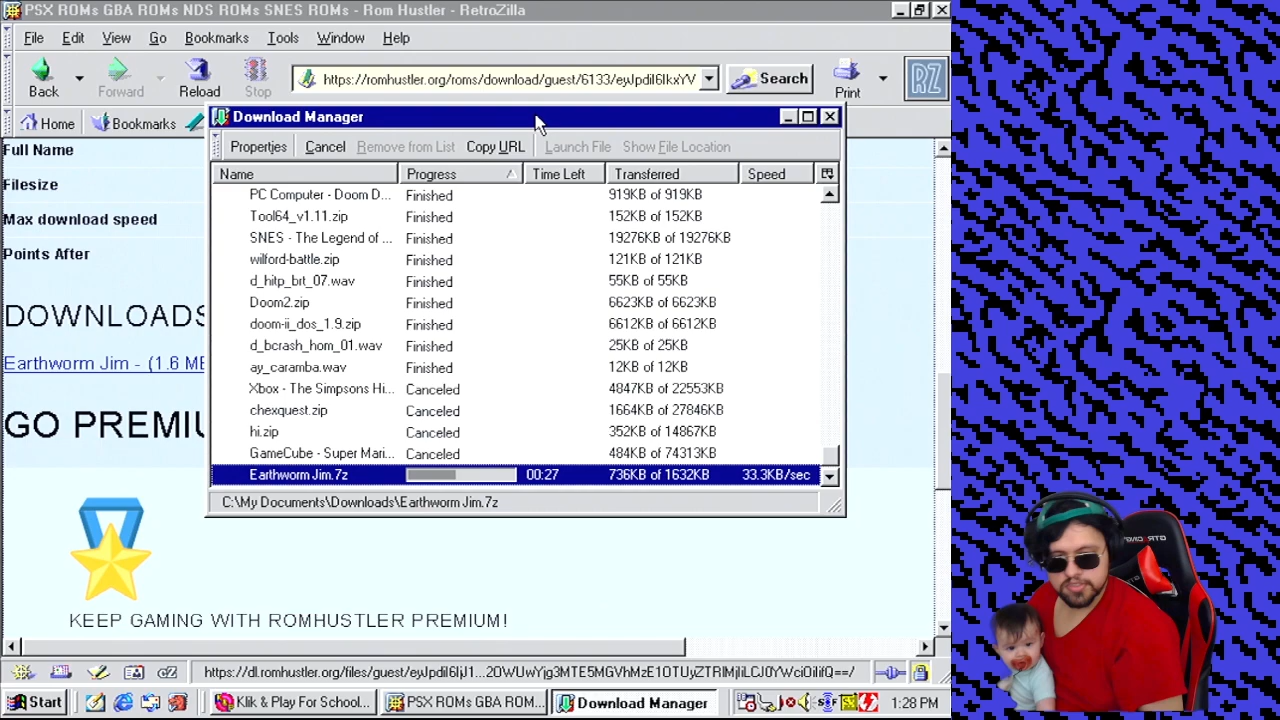 PSX ROMs GBA ROMs NDS ROMs SNES ROMs - Rom Hustler - RetroZilla
File Edit View Go Bookmarks Tools Window Help
https://romhustler.org/roms/download/guest/6133/eyJpdiI6IkxYV
Search
Back Forward Reload Stop
Print
RZ
Home Bookmarks
Download Manager
Properties Cancel Remove from List Copy URL Launch File Show File Location
Name Progress Time Left Transferred Speed
PC Computer - Doom D... Finished 919KB of 919KB
Tool64_v1.11.zip Finished 152KB of 152KB
SNES - The Legend of ... Finished 19276KB of 19276KB
wilford-battle.zip Finished 121KB of 121KB
d_hitp_brt_07.wav Finished 55KB of 55KB
Doom2.zip Finished 6623KB of 6623KB
doom-ii_dos_1.9.zip Finished 6612KB of 6612KB
d_bcrash_hom_01.wav Finished 25KB of 25KB
ay_caramba.wav Finished 12KB of 12KB
Xbox - The Simpsons Hi... Canceled 4847KB of 22553KB
chexquest.zip Canceled 1664KB of 27846KB
hi.zip Canceled 352KB of 14867KB
GameCube - Super Mari... Canceled 484KB of 74313KB
Earthworm Jim.7z 00:27 736KB of 1632KB 33.3KB/sec
C:\My Documents\Downloads\Earthworm Jim.7z
Full Name
Filesize
Max download speed
Points After
DOWNLOADS
Earthworm Jim - (1.6 MB
GO PREMIU
KEEP GAMING WITH ROMHUSTLER PREMIUM!
Start
Klik & Play For School...
PSX ROMs GBA ROM...
Download Manager
1:28 PM